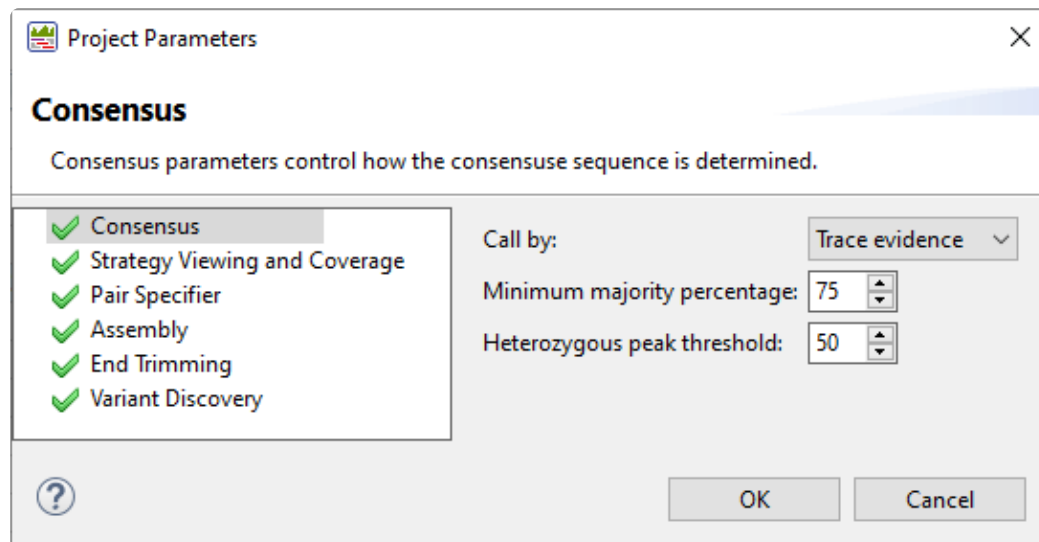 Project Parameters
Consensus
Consensus parameters control how the consensuse sequence is determined.
Consensus
Strategy Viewing and Coverage
Pair Specifier
Assembly
End Trimming
Variant Discovery
Call by: Trace evidence
Minimum majority percentage: 75
Heterozygous peak threshold: 50
?
OK Cancel